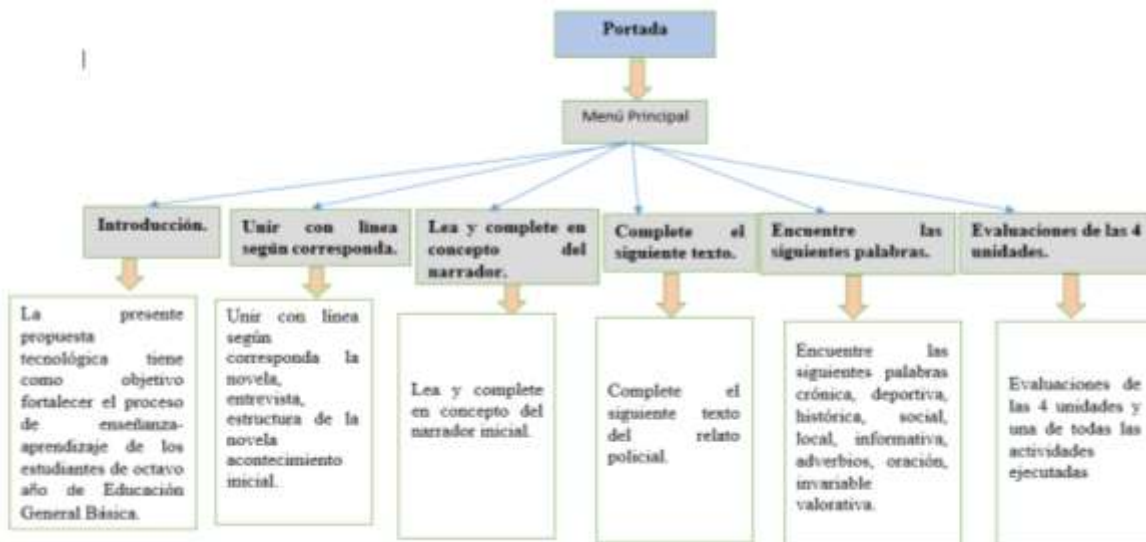 Portada
Menú Principal
Introducción.
Unir con línea
según corresponda.
Lea y complete en
concepto del
narrador.
Complete el
siguiente texto.
Encuentre las
siguientes palabras.
Evaluaciones de las 4
unidades.
La presente
propuesta
tecnológica tiene
como objetivo
fortalecer el proceso
de enseñanza-
aprendizaje de los
estudiantes de octavo
año de Educación
General Básica.
Unir con línea
según
corresponda la
novela,
entrevista,
estructura de la
novela
acontecimiento
inicial.
Lea y complete
en concepto del
narrador inicial.
Complete el
siguiente texto
del relato
policial.
Encuentre las
siguientes palabras
crónica, deportiva,
histórica, social,
local, informativa,
adverbios, oración,
invariable
valorativa.
Evaluaciones de
las 4 unidades y
una de todas las
actividades
ejecutadas